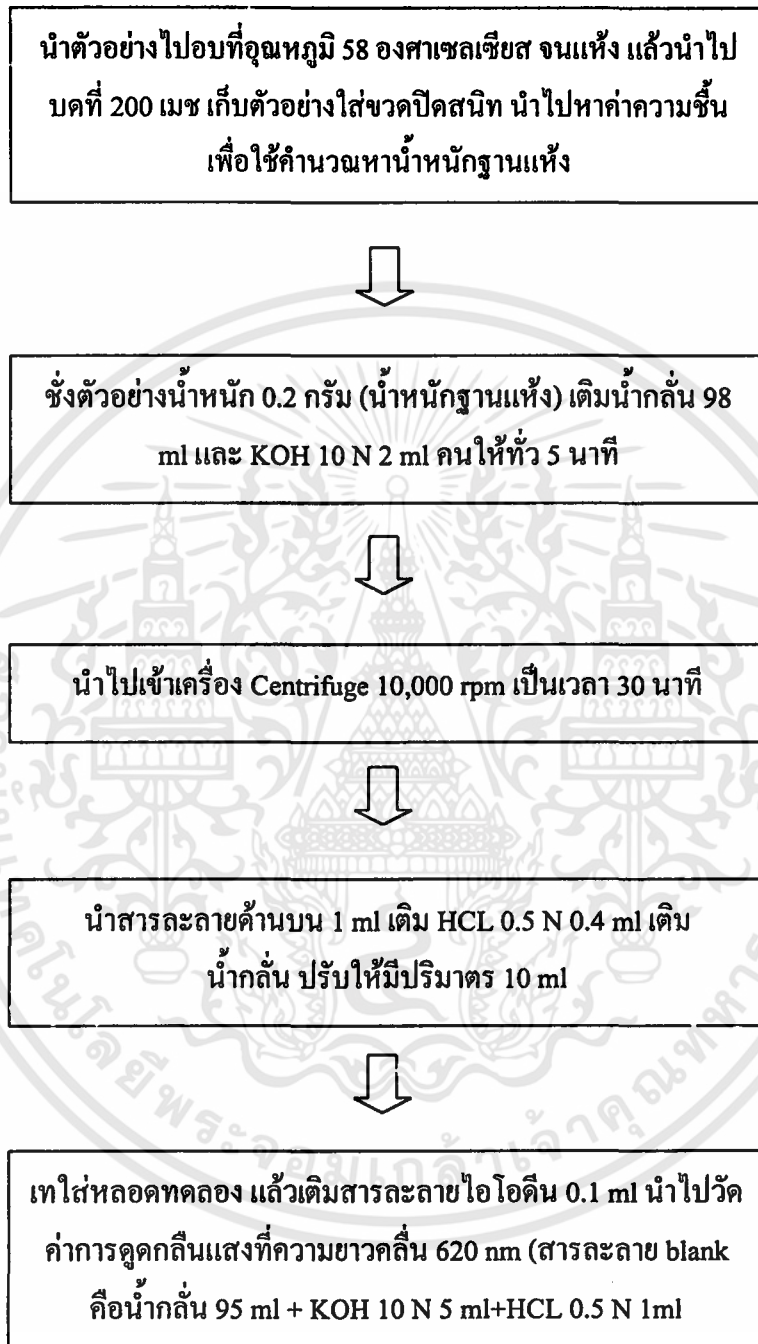 นำตัวอย่างไปอบที่อุณหภูมิ 58 องศาเซลเซียส จนแห้ง แล้วนำไป
บดที่ 200 เมช เก็บตัวอย่างใส่ขวดปิดสนิท นำไปหาค่าความชื้น
เพื่อใช้คำนวณหาน้ำหนักฐานแห้ง
ชั่งตัวอย่างน้ำหนัก 0.2 กรัม (น้ำหนักฐานแห้ง) เติมน้ำกลั่น 98
ml และ KOH 10 N 2 ml คนให้ทั่ว 5 นาที
นำไปเข้าเครื่อง Centrifuge 10,000 rpm เป็นเวลา 30 นาที
นำสารละลายด้านบน 1 ml เติม HCL 0.5 N 0.4 ml เติม
น้ำกลั่น ปรับให้มีปริมาตร 10 ml
เทใส่หลอดทดลอง แล้วเติมสารละลายไอโอดีน 0.1 ml นำไปวัด
ค่าการดูดกลืนแสงที่ความยาวคลื่น 620 nm (สารละลาย blank
คือน้ำกลั่น 95 ml + KOH 10 N 5 ml+HCL 0.5 N 1ml